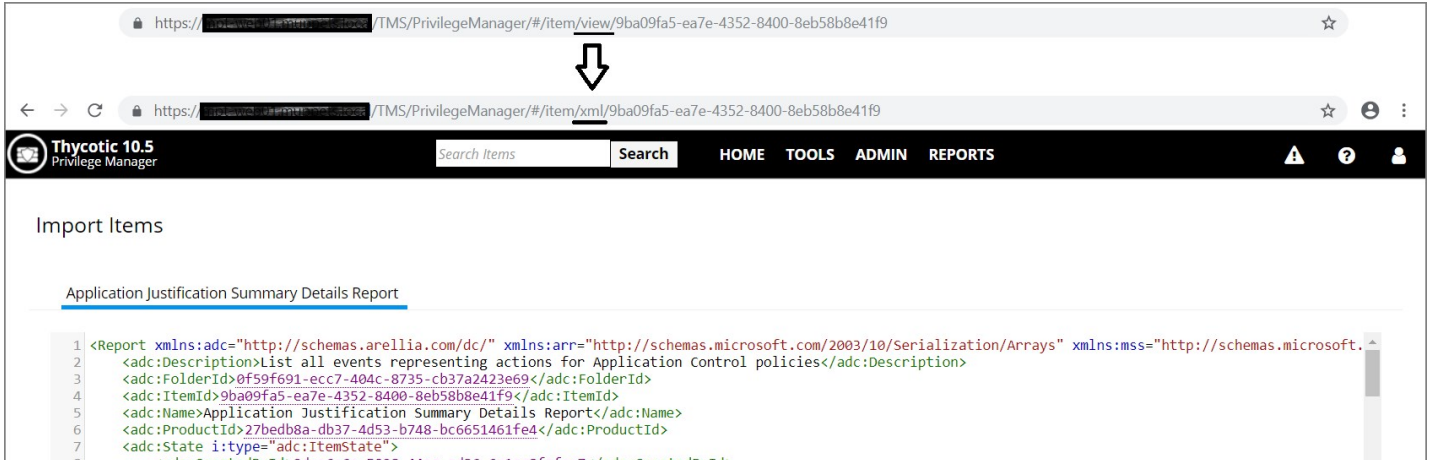 https:// /TMS/PrivilegeManager/#/item/view/9ba09fa5-ea7e-4352-8400-8eb58b8e41f9
https:// /TMS/PrivilegeManager/#/item/xml/9ba09fa5-ea7e-4352-8400-8eb58b8e41f9
Thycotic 10.5
Privilege Manager
Search Items Search HOME TOOLS ADMIN REPORTS
Import Items
Application Justification Summary Details Report
1 <Report xmlns:adc="http://schemas.arellia.com/dc/" xmlns:arr="http://schemas.microsoft.com/2003/10/Serialization/Arrays" xmlns:mss="http://schemas.microsoft.
2 <adc:Description>List all events representing actions for Application Control policies</adc:Description>
3 <adc:FolderId>0f59f691-ecc7-404c-8735-cb37a2423e69</adc:FolderId>
4 <adc:ItemId>9ba09fa5-ea7e-4352-8400-8eb58b8e41f9</adc:ItemId>
5 <adc:Name>Application Justification Summary Details Report</adc:Name>
6 <adc:ProductId>27bedb8a-db37-4d53-b748-bc6651461fe4</adc:ProductId>
7 <adc:State i:type="adc:ItemState">